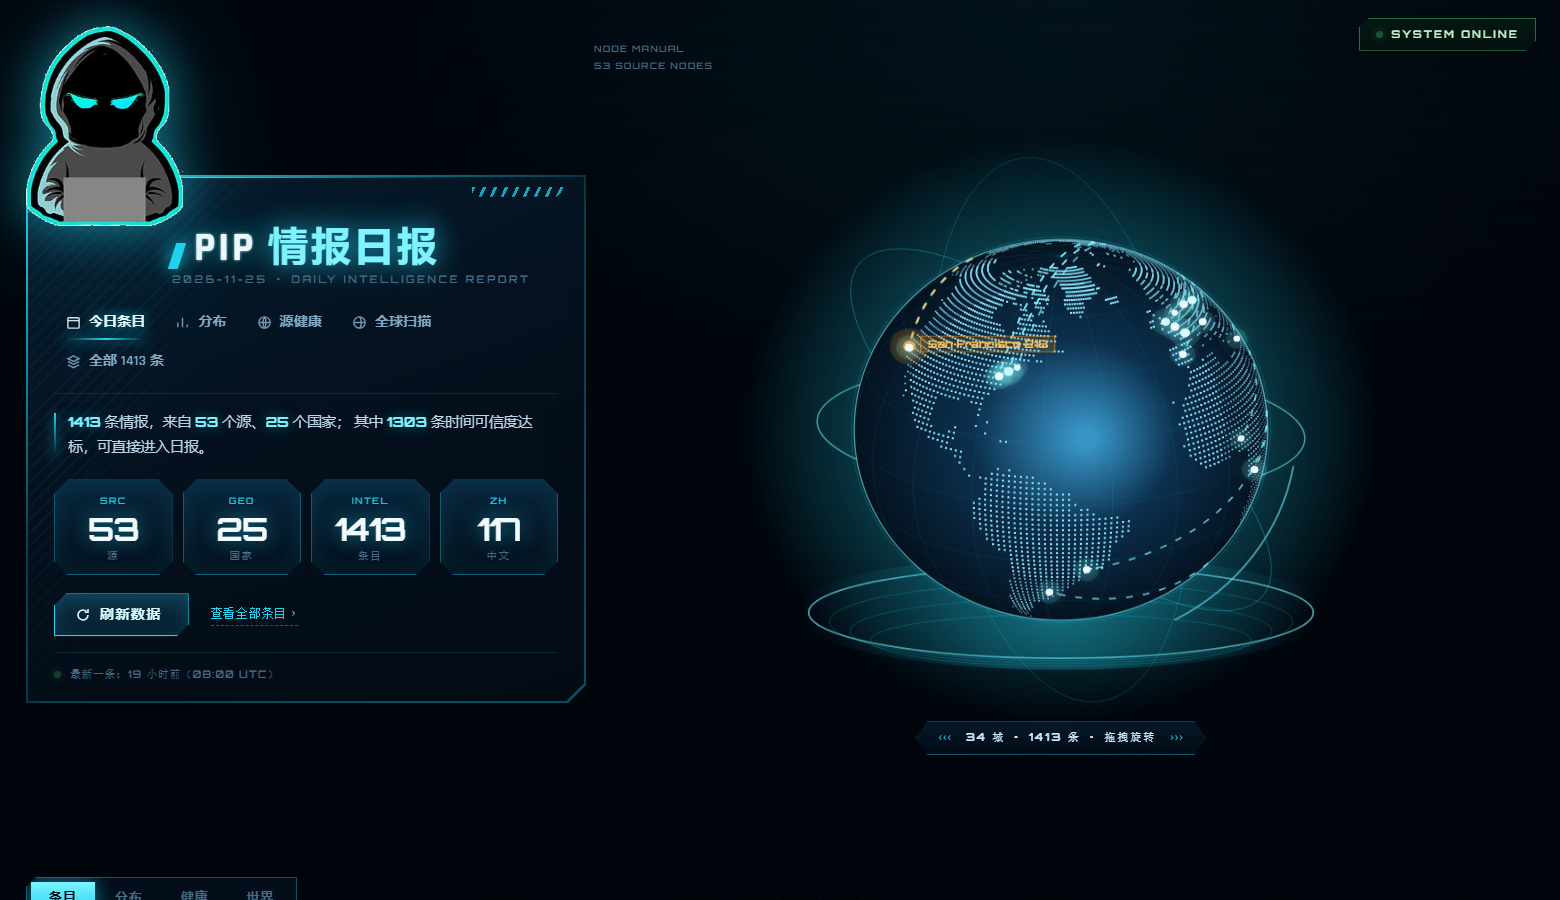 NODE MANUAL
53 SOURCE NODES
SYSTEM ONLINE
PIP 情报日报
2026-11-25 · DAILY INTELLIGENCE REPORT
今日条目 分布 源健康 全球扫描
全部 1413 条
1413 条情报，来自 53 个源、25 个国家； 其中 1303 条时间可信度达
标，可直接进入日报。
SRC GEO INTEL ZH
53 25 1413 117
源 国家 条目 中文
刷新数据 查看全部条目 ›
最新一条：19 小时前（08:00 UTC）
San Francisco
‹‹‹ 34 城 · 1413 条 · 拖拽旋转 ›››
条目 分布 健康 世界